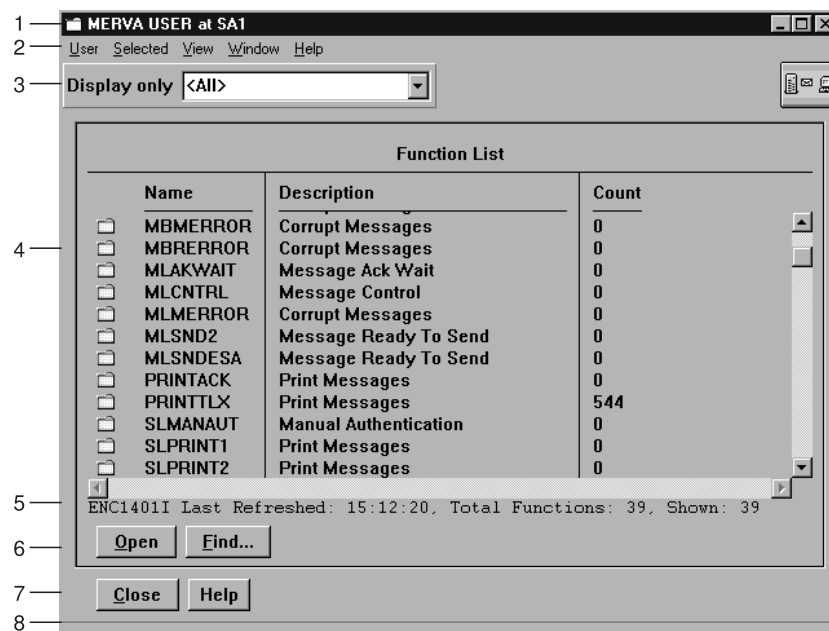 1 MERVA USER at SA1
2 User Selected View Window Help
3 Display only <All>
Function List
Name Description Count
MBMERROR Corrupt Messages 0
4 MBRERROR Corrupt Messages 0
MLAKWAIT Message Ack Wait 0
MLCNTRL Message Control 0
MLMERROR Corrupt Messages 0
MLSND2 Message Ready To Send 0
MLSNDESA Message Ready To Send 0
PRINTACK Print Messages 0
PRINTTLX Print Messages 544
SLMANAUT Manual Authentication 0
SLPRINT1 Print Messages 0
SLPRINT2 Print Messages 0
5 ENC1401I Last Refreshed: 15:12:20, Total Functions: 39, Shown: 39
6 Open Find...
7 Close Help
8